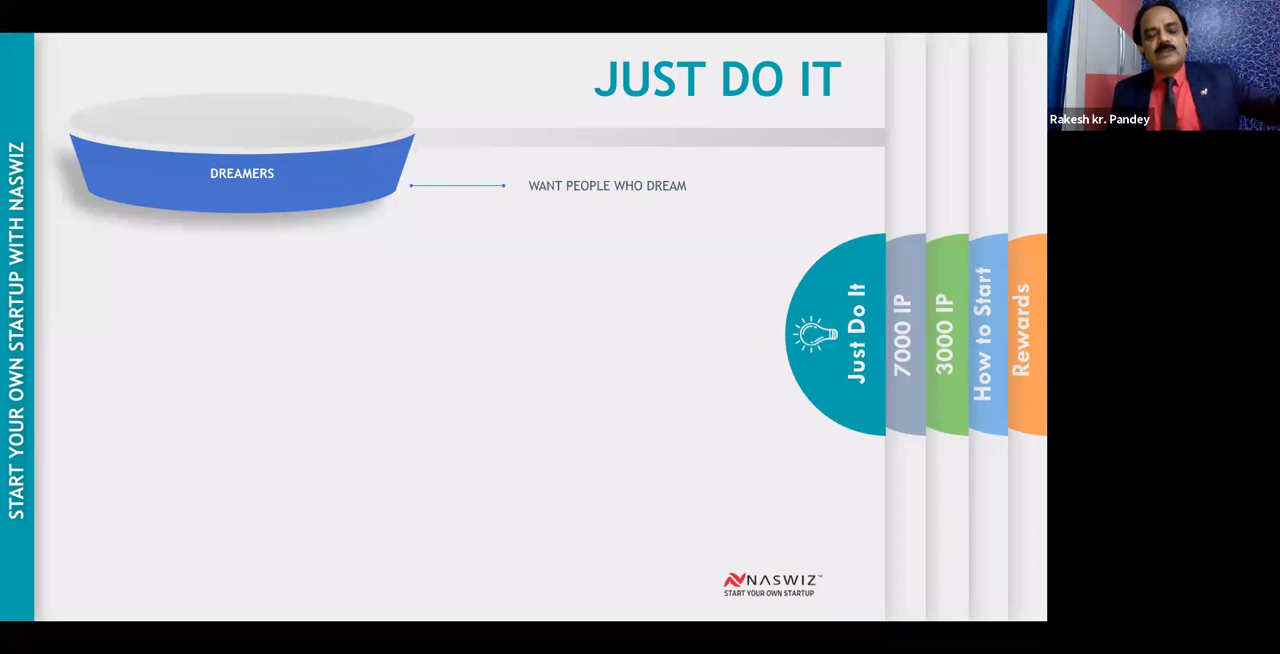 START YOUR OWN STARTUP WITH NASWIZ
JUST DO IT
DREAMERS
WANT PEOPLE WHO DREAM
Just Do It
7000 IP
3000 IP
How to Start
Rewards
NASWIZ™
START YOUR OWN STARTUP
Rakesh kr. Pandey